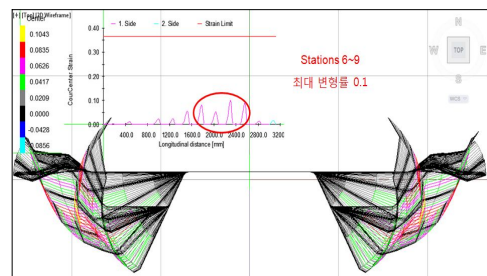 [+] [Top] [2D Wireframe]
Center
0.1043
0.0835
0.0626
0.0417
0.0209
0.0000
-0.0428
0.0856
CourCenter Strain
0.40
0.30
0.20
0.10
0.00
1. Side
2. Side
Strain Limit
400.0
800.0
1200.0
1600.0
2000.0
2400.0
2800.0
3200
Longitudinal distance [mm]
Stations 6~9
최대 변형률 0.1
N
W
TOP
E
S
WCS